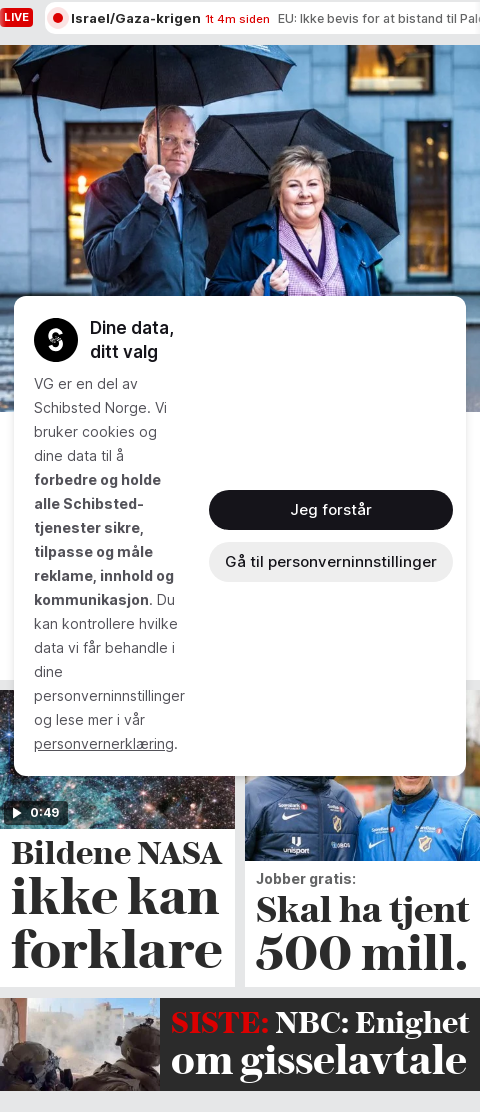 LIVE
Israel/Gaza-krigen 1t 4m siden EU: Ikke bevis for at bistand til Pal
Dine data,
ditt valg
VG er en del av
Schibsted Norge. Vi
bruker cookies og
dine data til å
forbedre og holde
alle Schibsted-
tjenester sikre,
tilpasse og måle
reklame, innhold og
kommunikasjon. Du
kan kontrollere hvilke
data vi får behandle i
dine
personverninnstillinger
og lese mer i vår
personvernerklæring.
Jeg forstår
Gå til personverninnstillinger
0:49
Bildene NASA
ikke kan
forklare
unisport
Jobber gratis:
Skal ha tjent
500 mill.
SISTE: NBC: Enighet
om gisselavtale